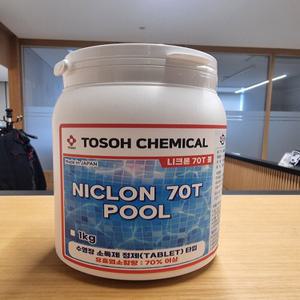 TOSOH CHEMICAL
니크론 70T 풀
Made in JAPAN
NICLON 70T
POOL
1kg
수영장 소독제 정제(TABLET) 타입
유효염소함량 : 70% 이상